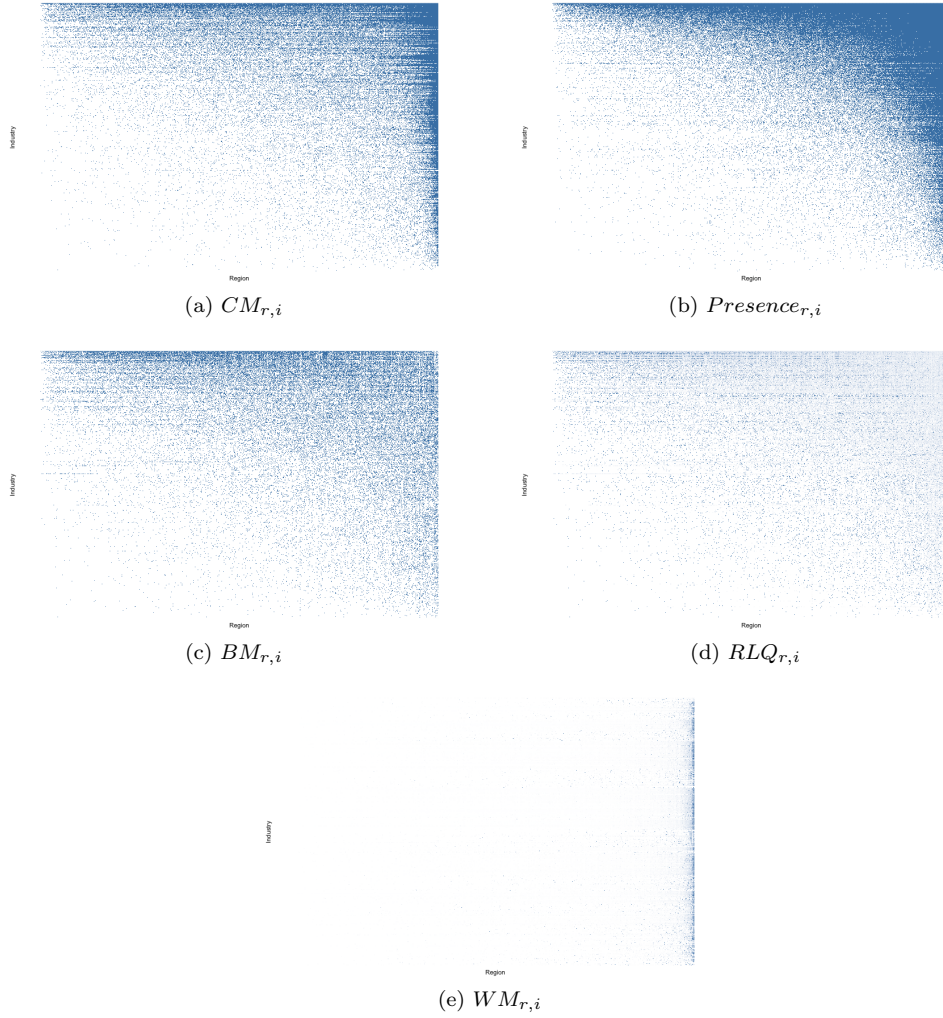 Industry
Industry
Region
Region
(a) CM_{r,i}
(b) Presence_{r,i}
Industry
Industry
Region
Region
(c) BM_{r,i}
(d) RLQ_{r,i}
Industry
Region
(e) WM_{r,i}